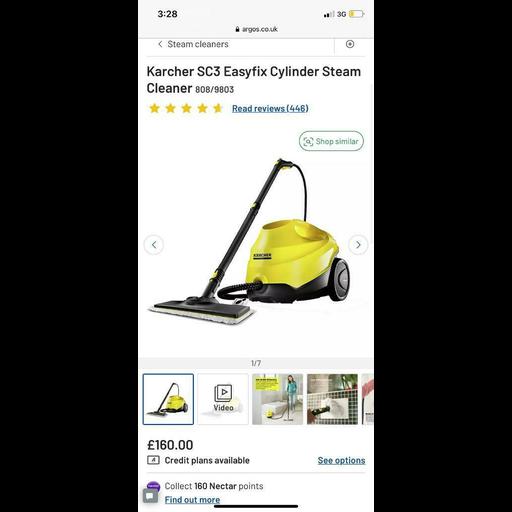 3:28
3G
argos.co.uk
Steam cleaners
Karcher SC3 Easyfix Cylinder Steam
Cleaner 808/9803
Read reviews (446)
Shop similar
KARCHER
1/7
Video
£160.00
Credit plans available
See options
Collect 160 Nectar points
Find out more